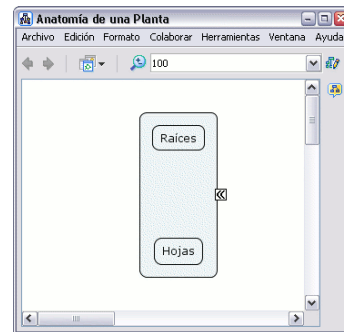 Anatomía de una Planta
Archivo Edición Formato Colaborar Herramientas Ventana Ayuda
100
Raíces
Hojas